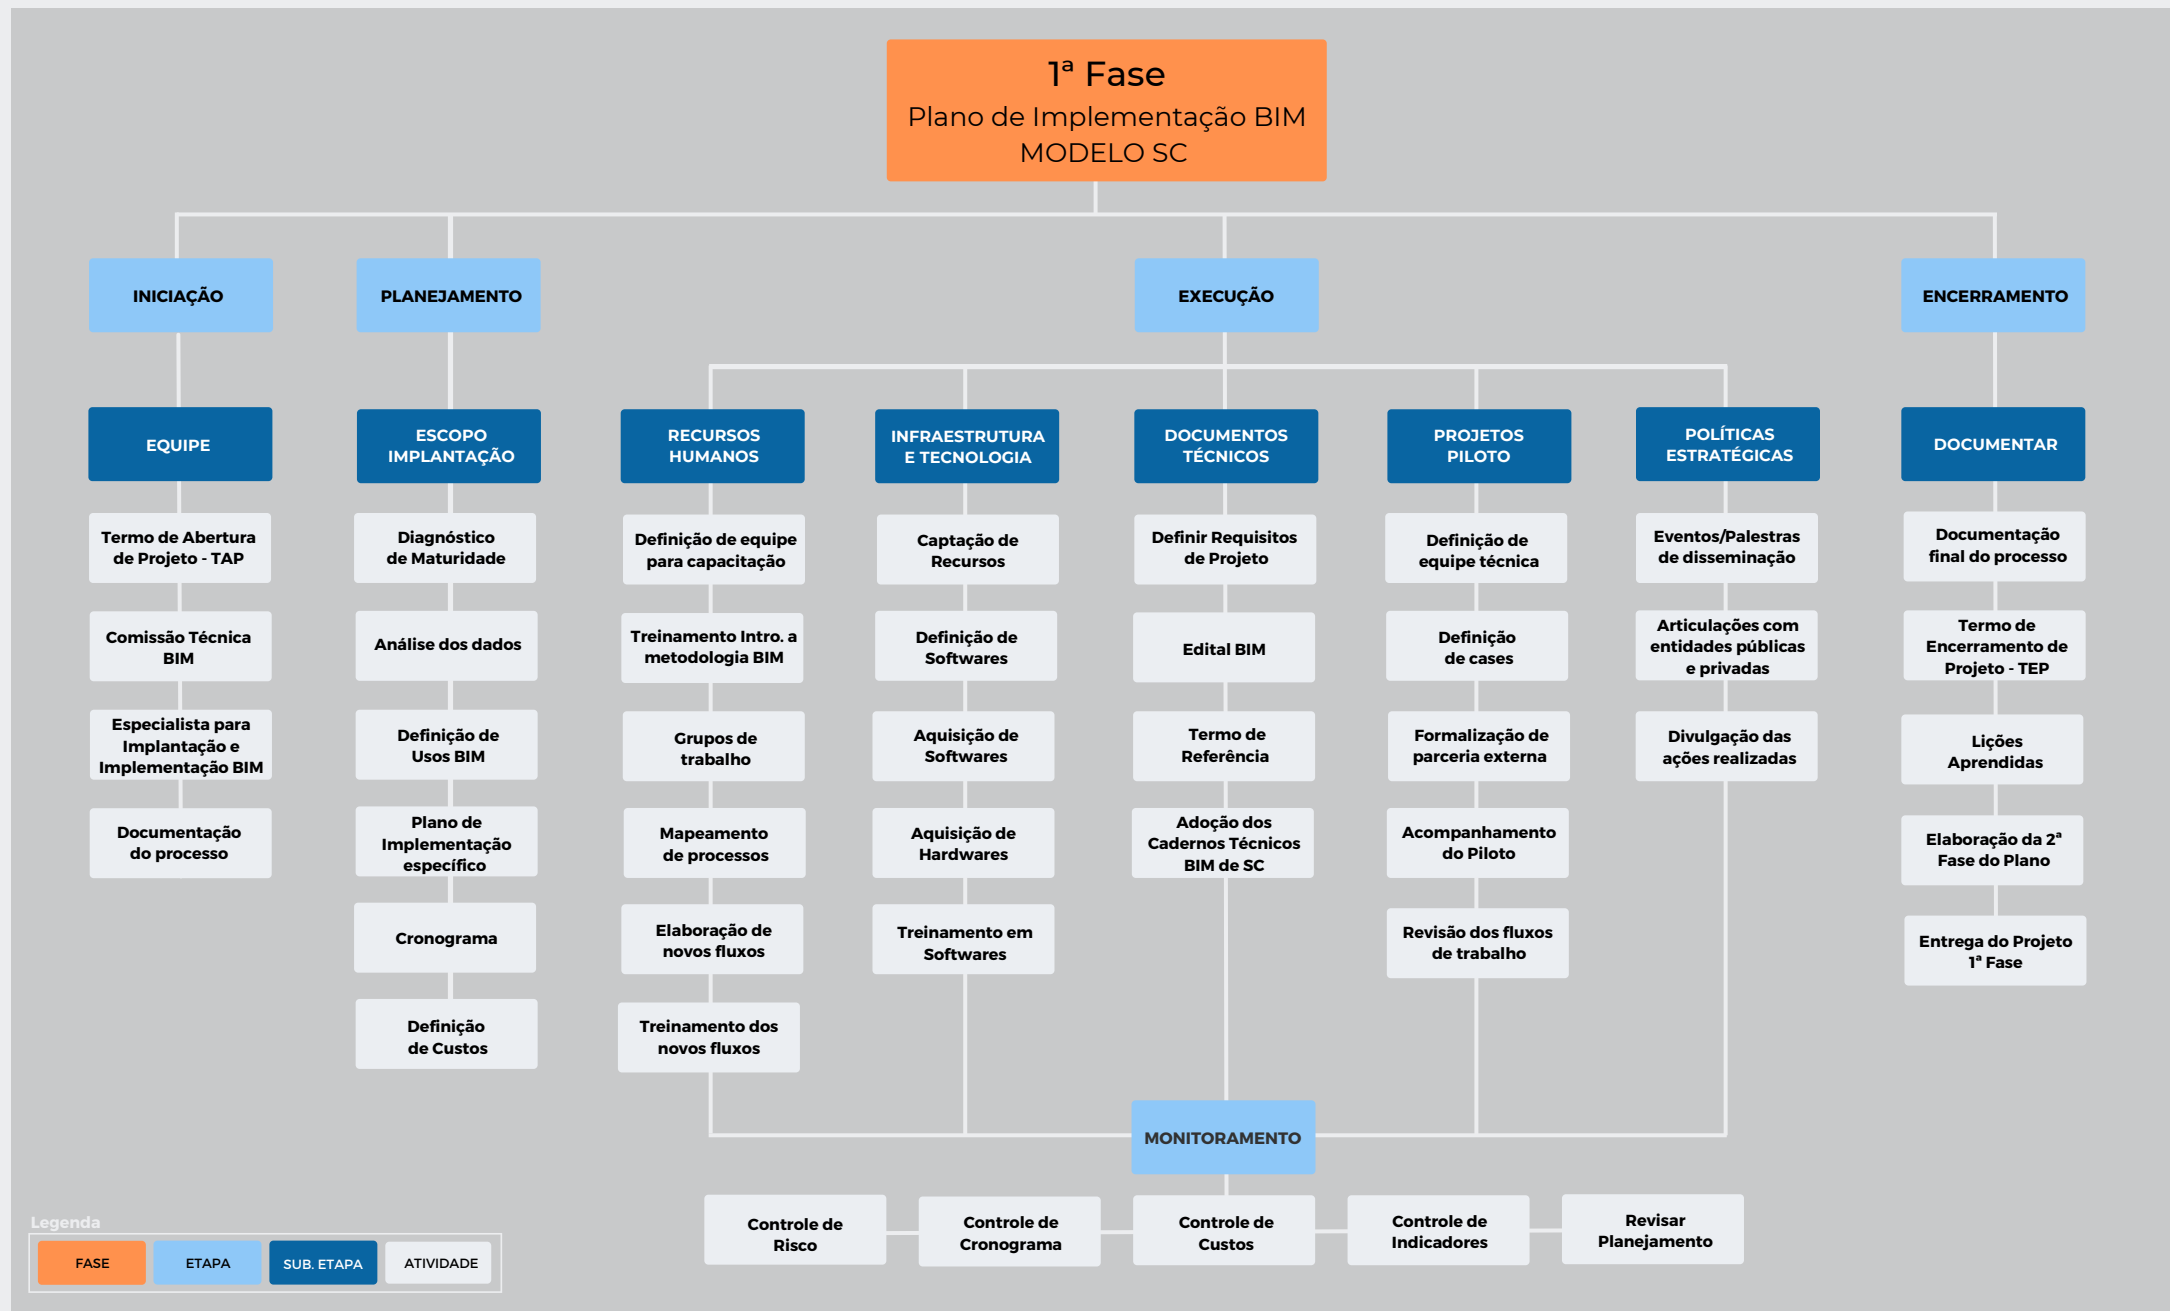 1ª Fase
Plano de Implementação BIM
MODELO SC
INICIAÇÃO
PLANEJAMENTO
EXECUÇÃO
ENCERRAMENTO
EQUIPE
ESCOPO
IMPLANTAÇÃO
RECURSOS
HUMANOS
INFRAESTRUTURA
E TECNOLOGIA
DOCUMENTOS
TÉCNICOS
PROJETOS
PILOTO
POLÍTICAS
ESTRATÉGICAS
DOCUMENTAR
Termo de Abertura
de Projeto - TAP
Comissão Técnica
BIM
Especialista para
Implantação e
Implementação BIM
Documentação
do processo
Diagnóstico
de Maturidade
Análise dos dados
Definição de
Usos BIM
Plano de
Implementação
específico
Cronograma
Definição
de Custos
Definição de equipe
para capacitação
Treinamento Intro. a
metodologia BIM
Grupos de
trabalho
Mapeamento
de processos
Elaboração de
novos fluxos
Treinamento dos
novos fluxos
Captação de
Recursos
Definição de
Softwares
Aquisição de
Softwares
Aquisição de
Hardwares
Treinamento em
Softwares
Definir Requisitos
de Projeto
Edital BIM
Termo de
Referência
Adoção dos
Cadernos Técnicos
BIM de SC
Definição de
equipe técnica
Definição
de cases
Formalização de
parceria externa
Acompanhamento
do Piloto
Revisão dos fluxos
de trabalho
Eventos/Palestras
de disseminação
Articulações com
entidades públicas
e privadas
Divulgação das
ações realizadas
Documentação
final do processo
Termo de
Encerramento de
Projeto - TEP
Lições
Aprendidas
Elaboração da 2ª
Fase do Plano
Entrega do Projeto
1ª Fase
MONITORAMENTO
Controle de
Risco
Controle de
Cronograma
Controle de
Custos
Controle de
Indicadores
Revisar
Planejamento
Legenda
FASE
ETAPA
SUB. ETAPA
ATIVIDADE